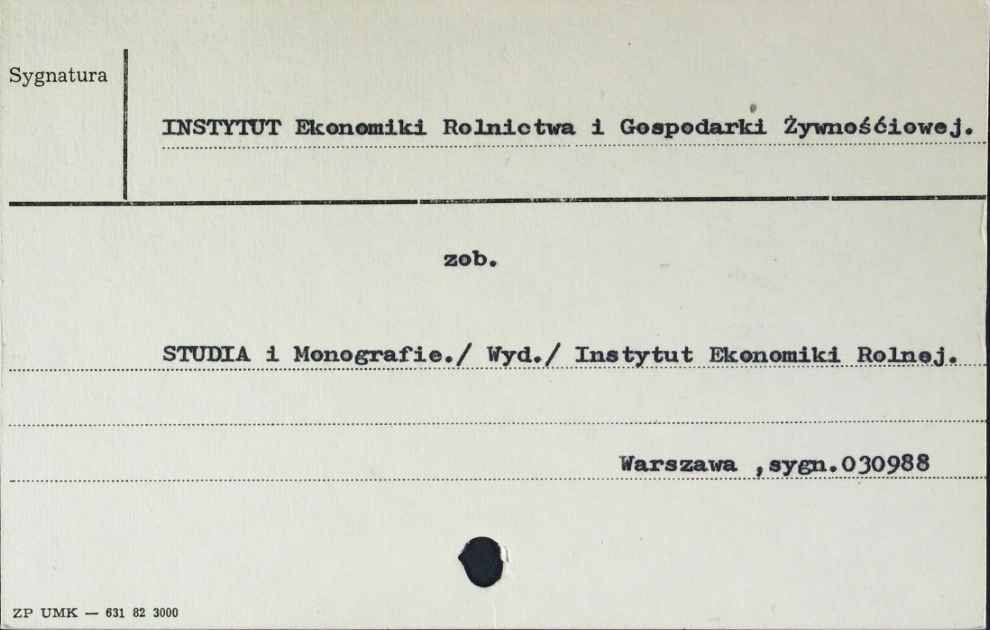 Sygnatura
INSTYTUT Ekonomiki Rolnictwa i Gospodarki Żywnośćiowej.
zob.
STUDIA i Monografie./ Wyd./ Instytut Ekonomiki Rolnej.
Warszawa ,sygn.030988
ZP UMK — 631 82 3000